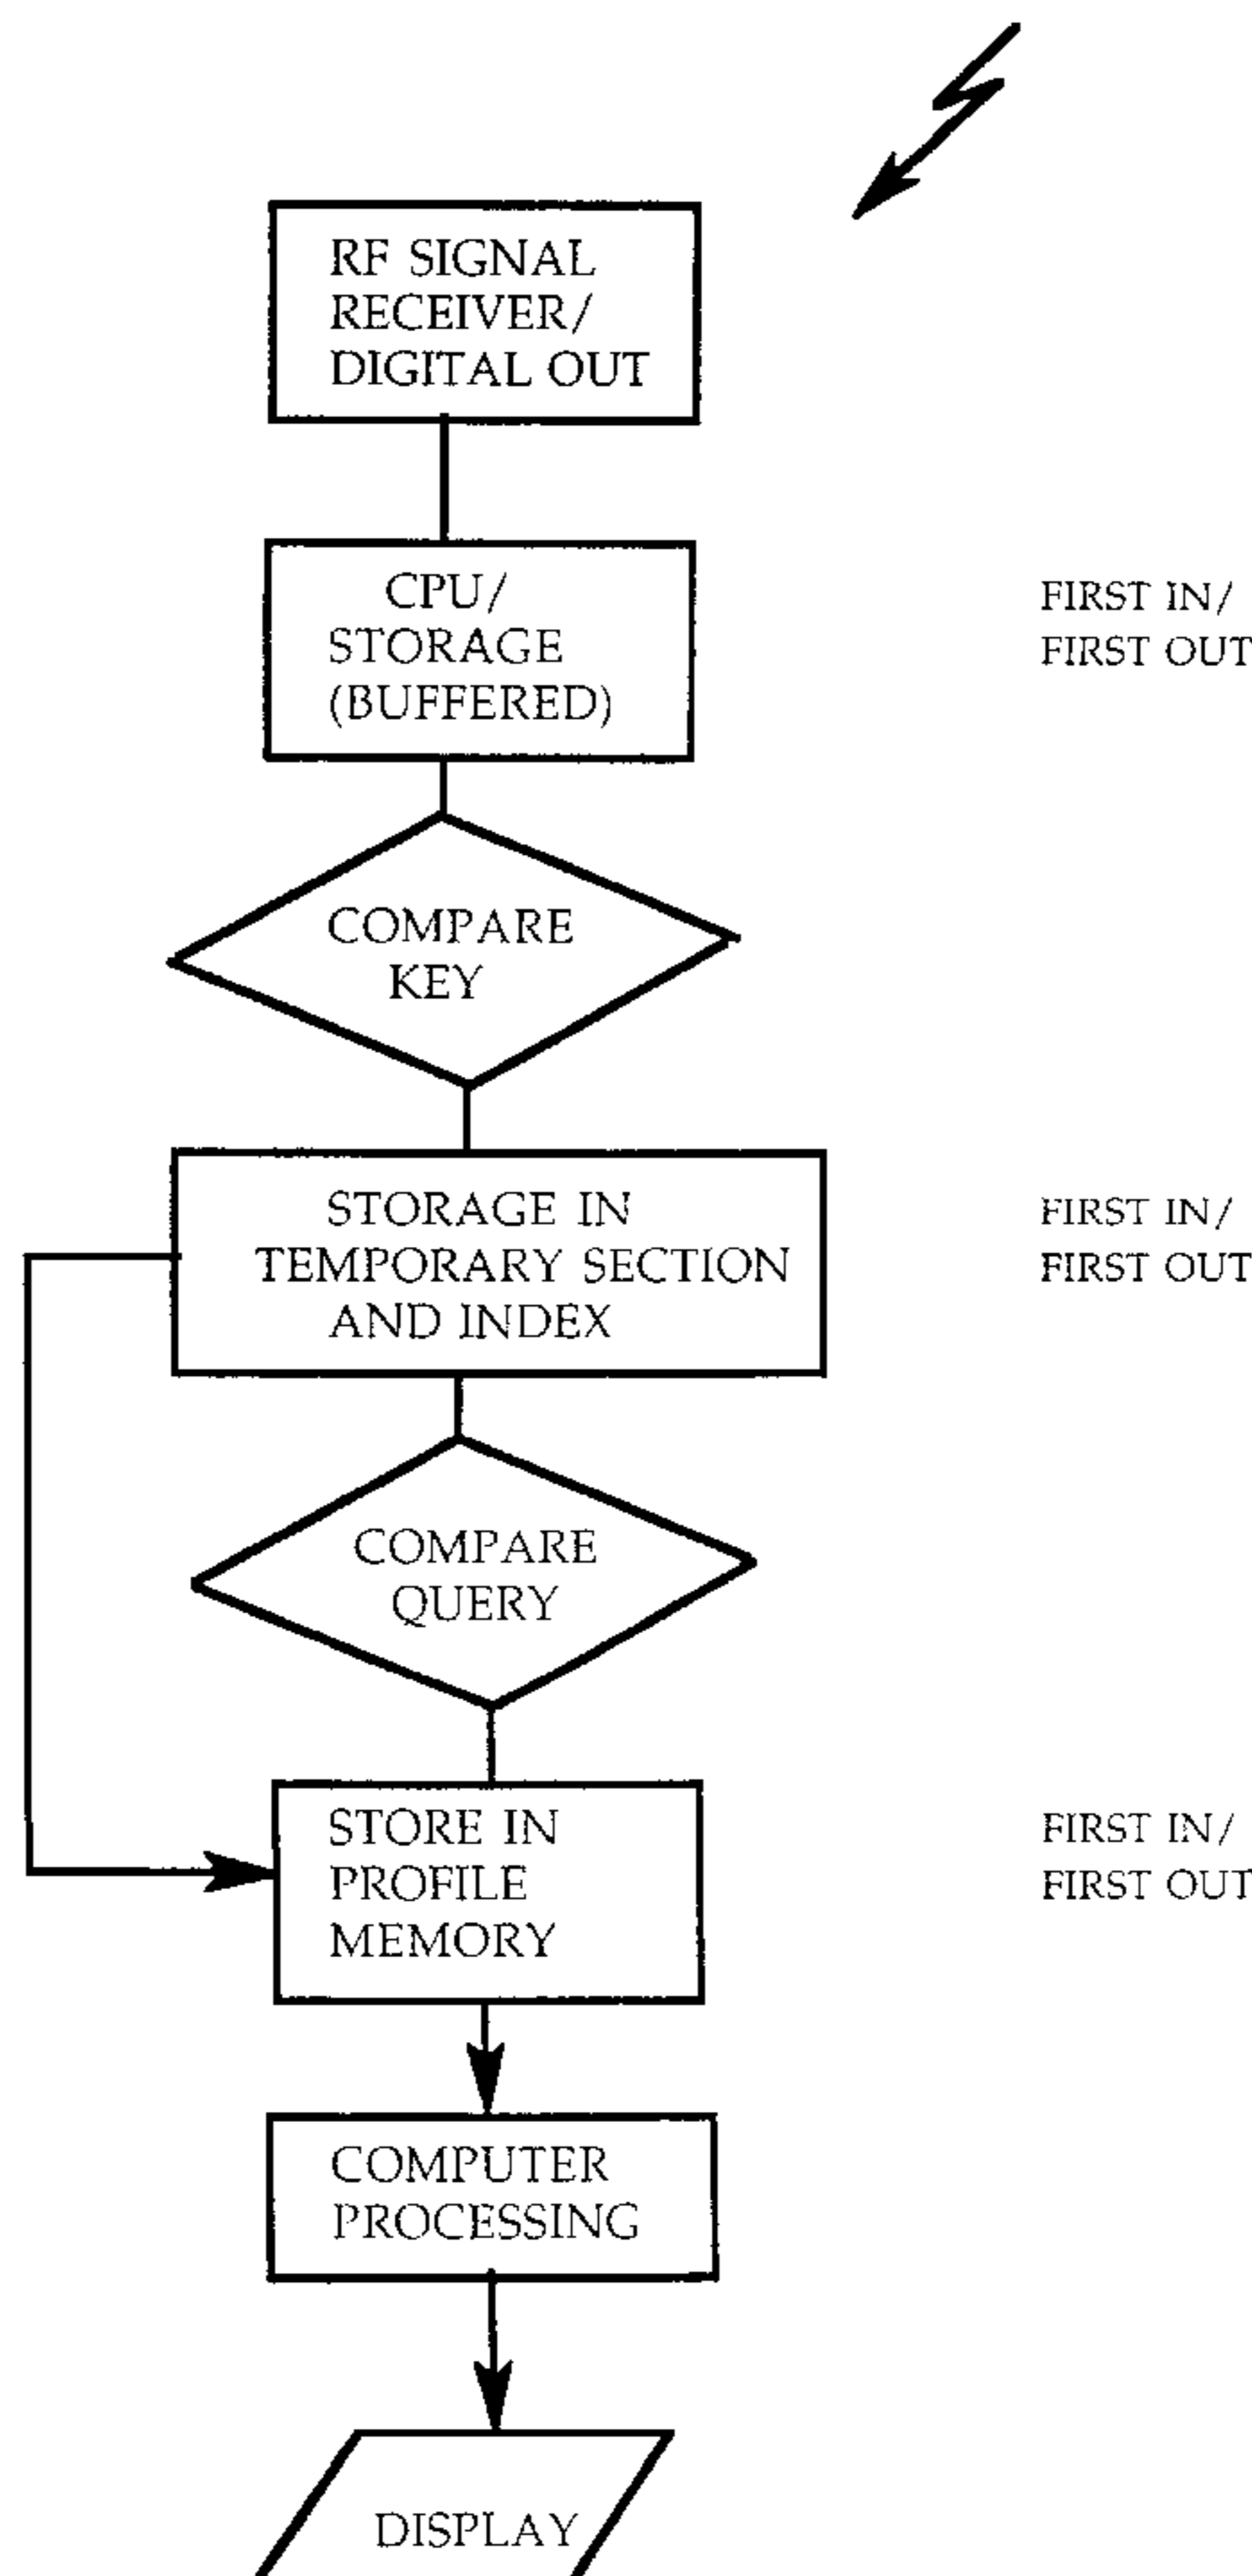 RF SIGNAL
RECEIVER/
DIGITAL OUT
CPU/
STORAGE
(BUFFERED)
FIRST IN/
FIRST OUT
COMPARE
KEY
STORAGE IN
TEMPORARY SECTION
AND INDEX
FIRST IN/
FIRST OUT
COMPARE
QUERY
STORE IN
PROFILE
MEMORY
FIRST IN/
FIRST OUT
COMPUTER
PROCESSING
DISPLAY